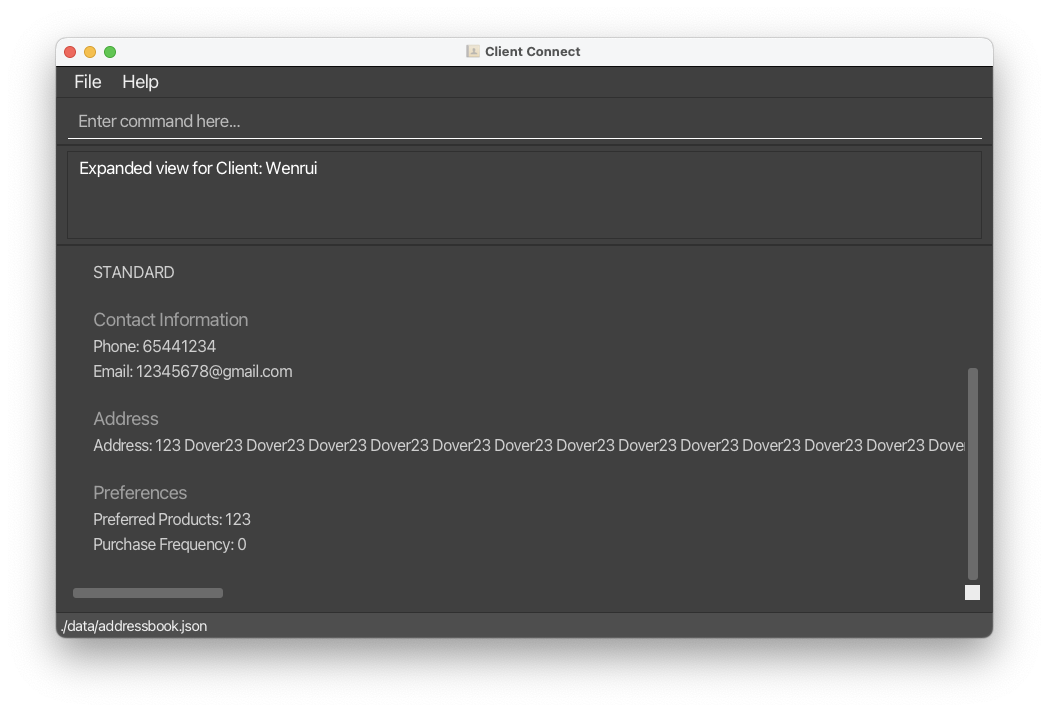 Client Connect
File Help
Enter command here...
Expanded view for Client: Wenrui
STANDARD
Contact Information
Phone: 65441234
Email: 12345678@gmail.com
Address
Address: 123 Dover23 Dover23 Dover23 Dover23 Dover23 Dover23 Dover23 Dover23 Dover23 Dover23 Dover23 Dover23 Dove
Preferences
Preferred Products: 123
Purchase Frequency: 0
./data/addressbook.json